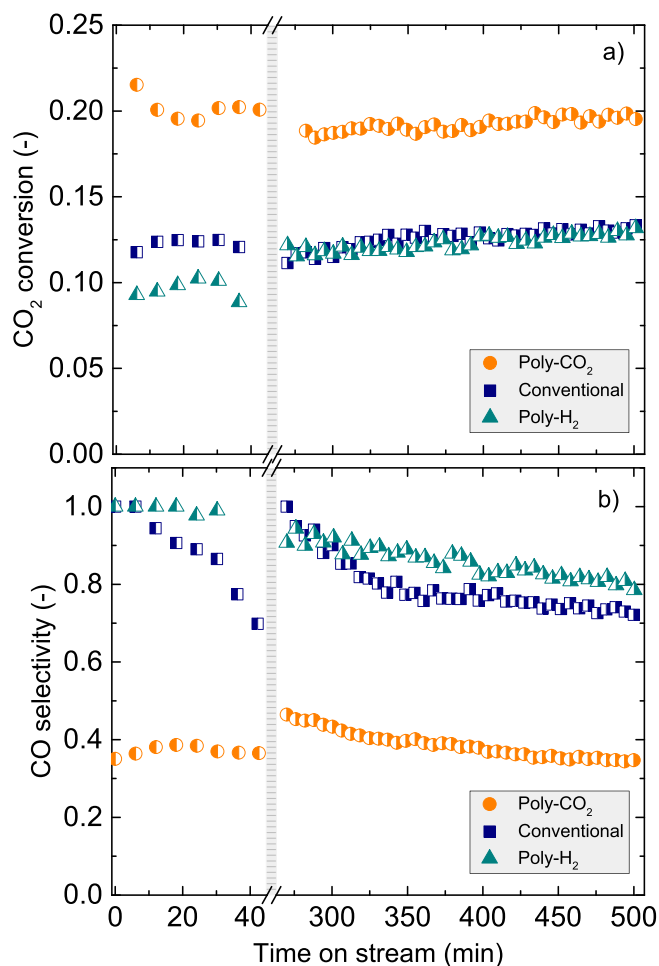 0.25
0.20
0.15
0.10
0.05
0.00
CO₂ conversion (-)
a)
Poly-CO₂
Conventional
Poly-H₂
1.0
0.8
0.6
0.4
0.2
0.0
CO selectivity (-)
b)
Poly-CO₂
Conventional
Poly-H₂
0 20 40 300 350 400 450 500
Time on stream (min)